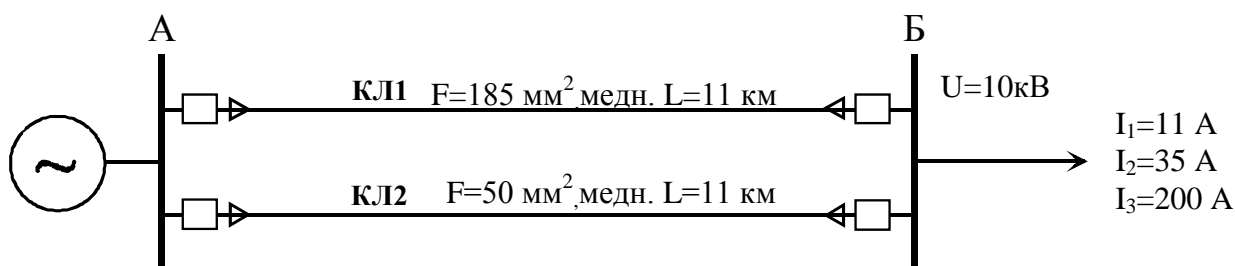 А
Б
КЛ1 F=185 мм²,медн. L=11 км
U=10кВ
I₁=11 А
I₂=35 А
I₃=200 А
~
КЛ2 F=50 мм²,медн. L=11 км